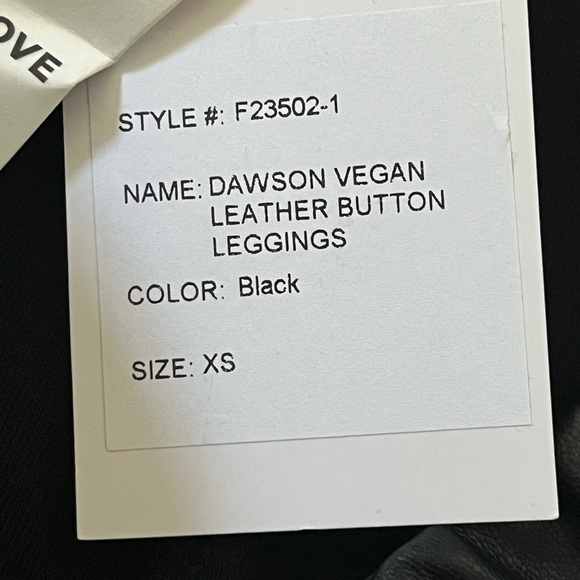 OVE
STYLE #: F23502-1
NAME: DAWSON VEGAN
LEATHER BUTTON
LEGGINGS
COLOR: Black
SIZE: XS